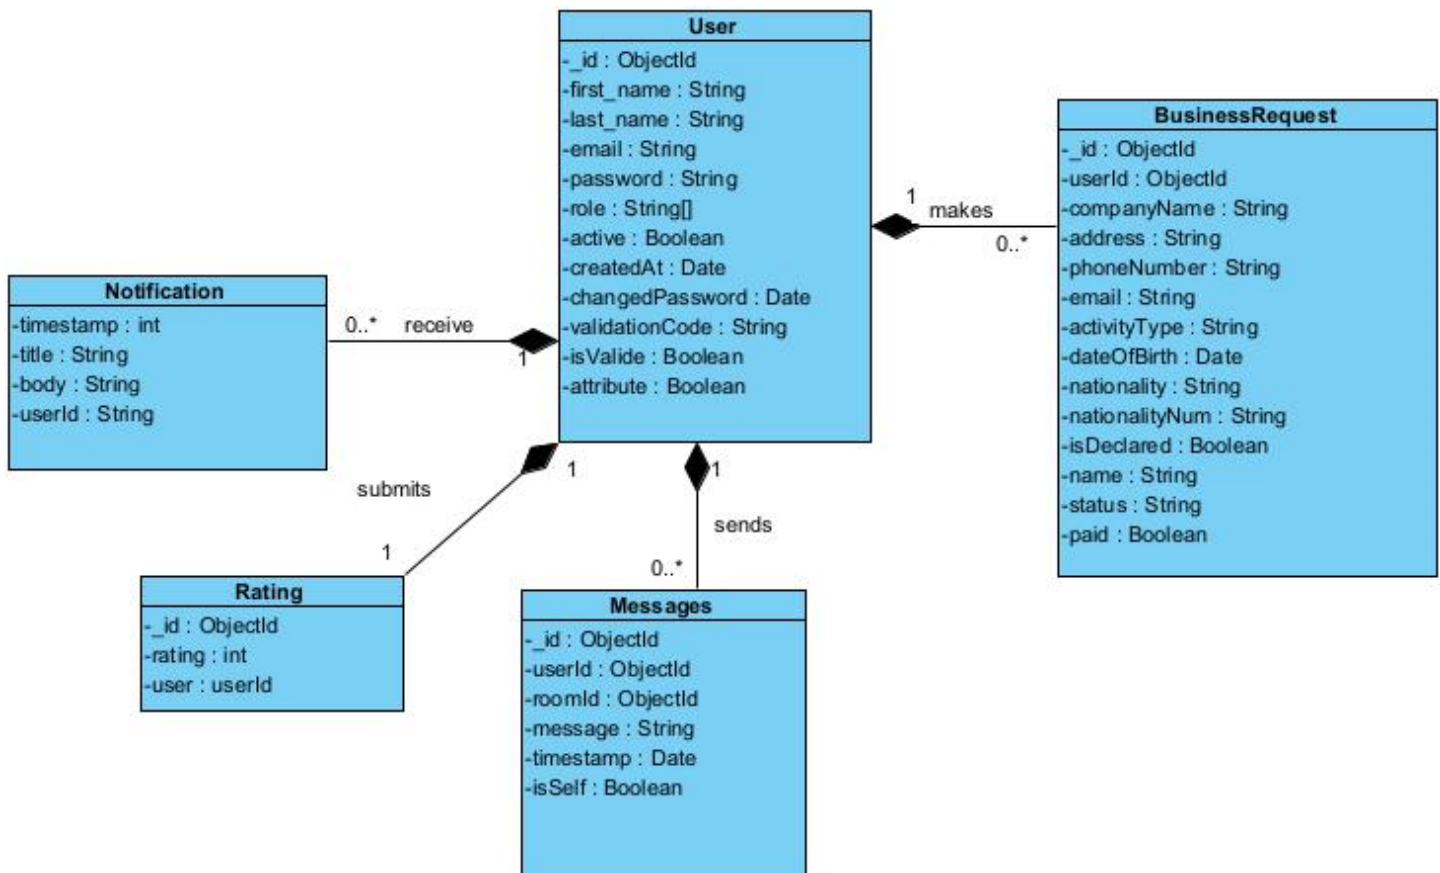 User
-_id : ObjectId
-first_name : String
-last_name : String
-email : String
-password : String
-role : String[]
-active : Boolean
-createdAt : Date
-changedPassword : Date
-validationCode : String
-isValide : Boolean
-attribute : Boolean
BusinessRequest
-_id : ObjectId
-userId : ObjectId
-companyName : String
-address : String
-phoneNumber : String
-email : String
-activityType : String
-dateOfBirth : Date
-nationality : String
-nationalityNum : String
-isDeclared : Boolean
-name : String
-status : String
-paid : Boolean
1
makes
0..*
Notification
-timestamp : int
-title : String
-body : String
-userId : String
0..* receive
1
submits
1
1
1
sends
0..*
Rating
-_id : ObjectId
-rating : int
-user : userId
Messages
-_id : ObjectId
-userId : ObjectId
-roomId : ObjectId
-message : String
-timestamp : Date
-isSelf : Boolean